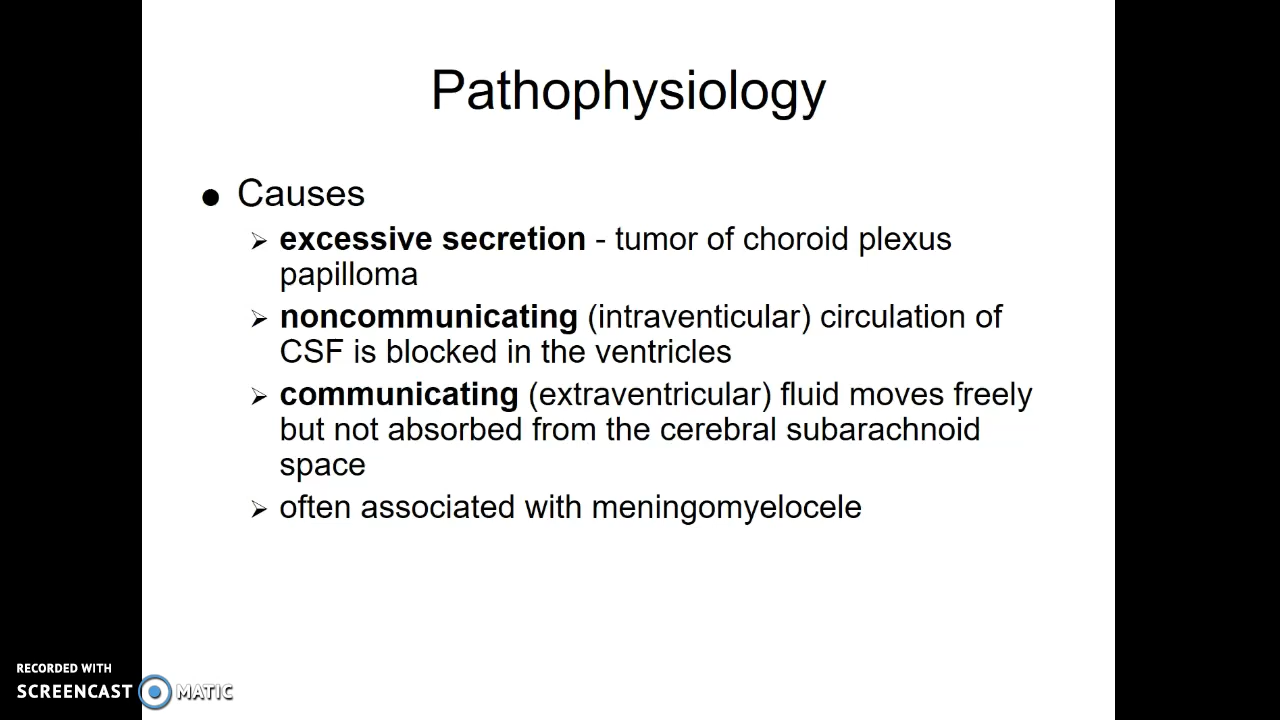 Pathophysiology
● Causes
➢ excessive secretion - tumor of choroid plexus
papilloma
➢ noncommunicating (intraventicular) circulation of
CSF is blocked in the ventricles
➢ communicating (extraventricular) fluid moves freely
but not absorbed from the cerebral subarachnoid
space
➢ often associated with meningomyelocele
RECORDED WITH
SCREENCAST MATIC